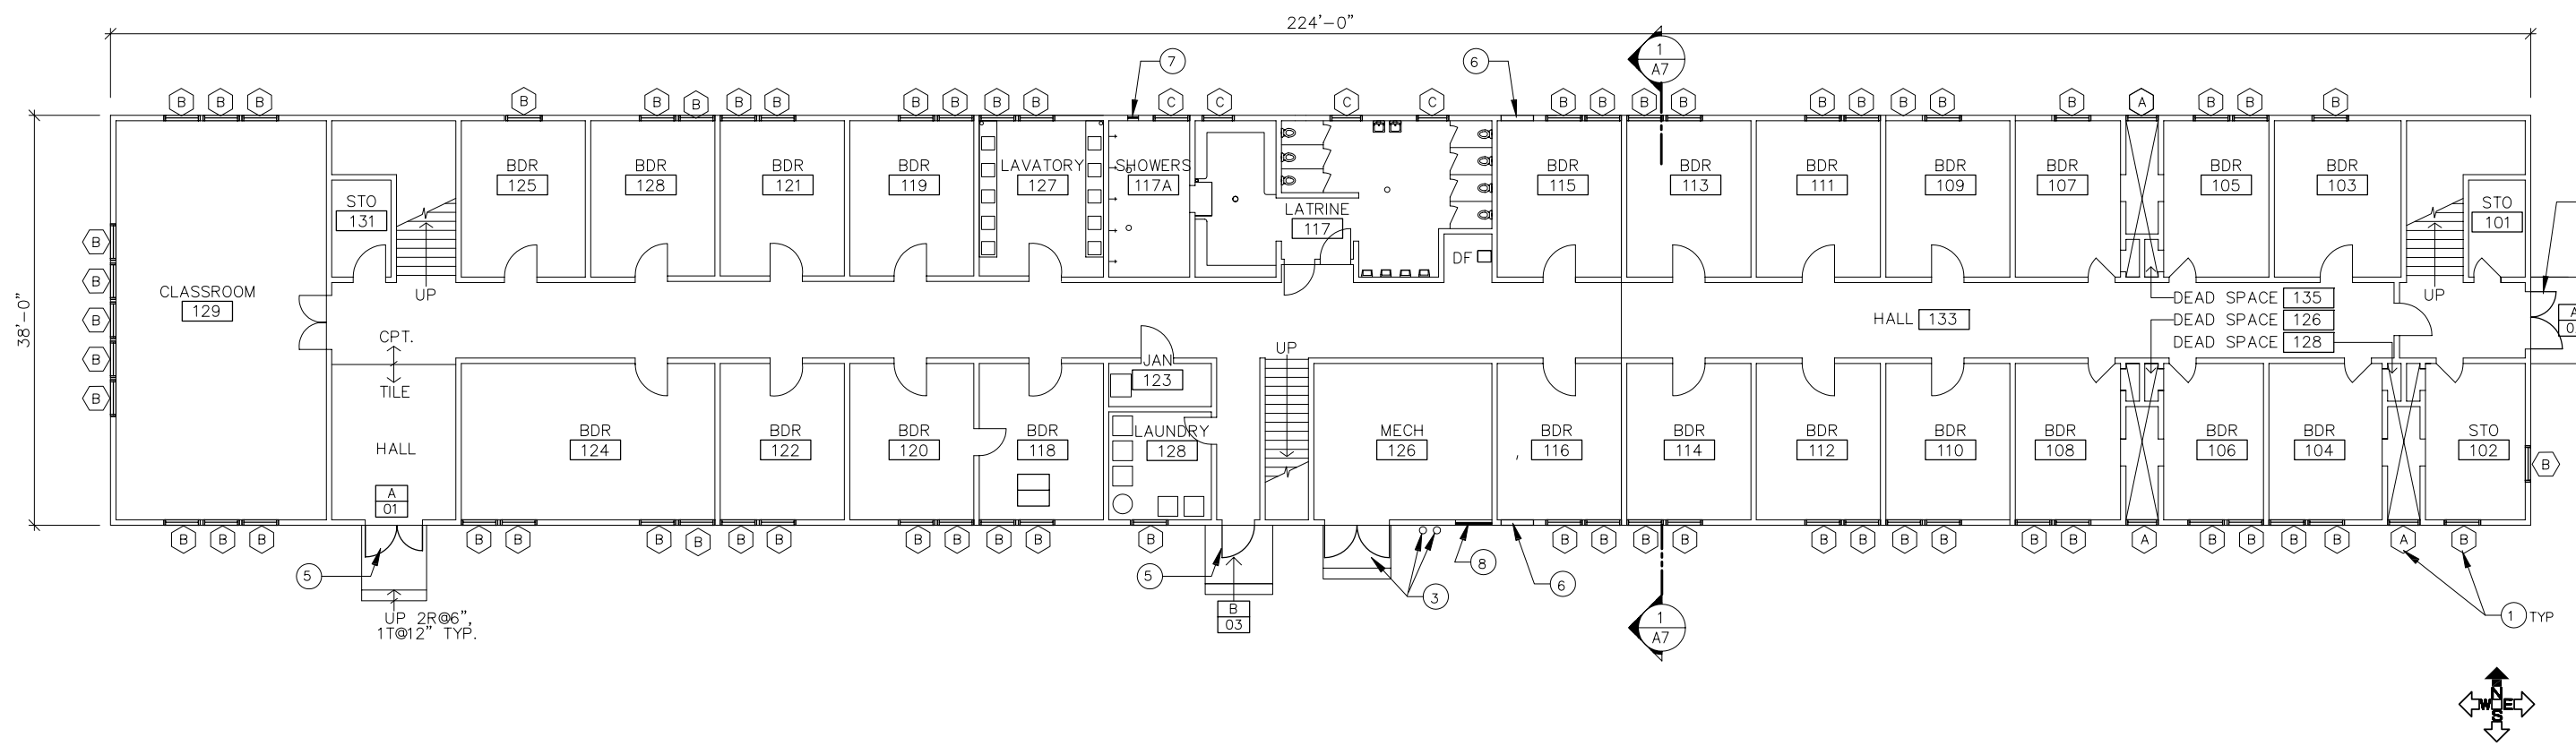 224'-0"
1
A7
7
6
B B B B B B B B B B B B C C C C B B B B B B B B B A B B B
BDR
125
BDR
128
BDR
121
BDR
119
LAVATORY
127
SHOWERS
117A
LATRINE
117
DF
BDR
115
BDR
113
BDR
111
BDR
109
BDR
107
BDR
105
BDR
103
STO
131
STO
101
UP
UP
38'-0"
B
B
B
B
B
CLASSROOM
129
CPT.
TILE
HALL
HALL 133
DEAD SPACE 135
DEAD SPACE 126
DEAD SPACE 128
A
0
UP
JAN
123
BDR
124
BDR
122
BDR
120
BDR
118
LAUNDRY
128
MECH
126
BDR
116
BDR
114
BDR
112
BDR
110
BDR
108
BDR
106
BDR
104
STO
102
B
A
01
B B B B B B B B B B B B B B B B B B B B B B B B B A B B B B A B
5
5
3
8
6
1 TYP
UP 2R@6",
1T@12" TYP.
B
03
1
A7
N
W E
S